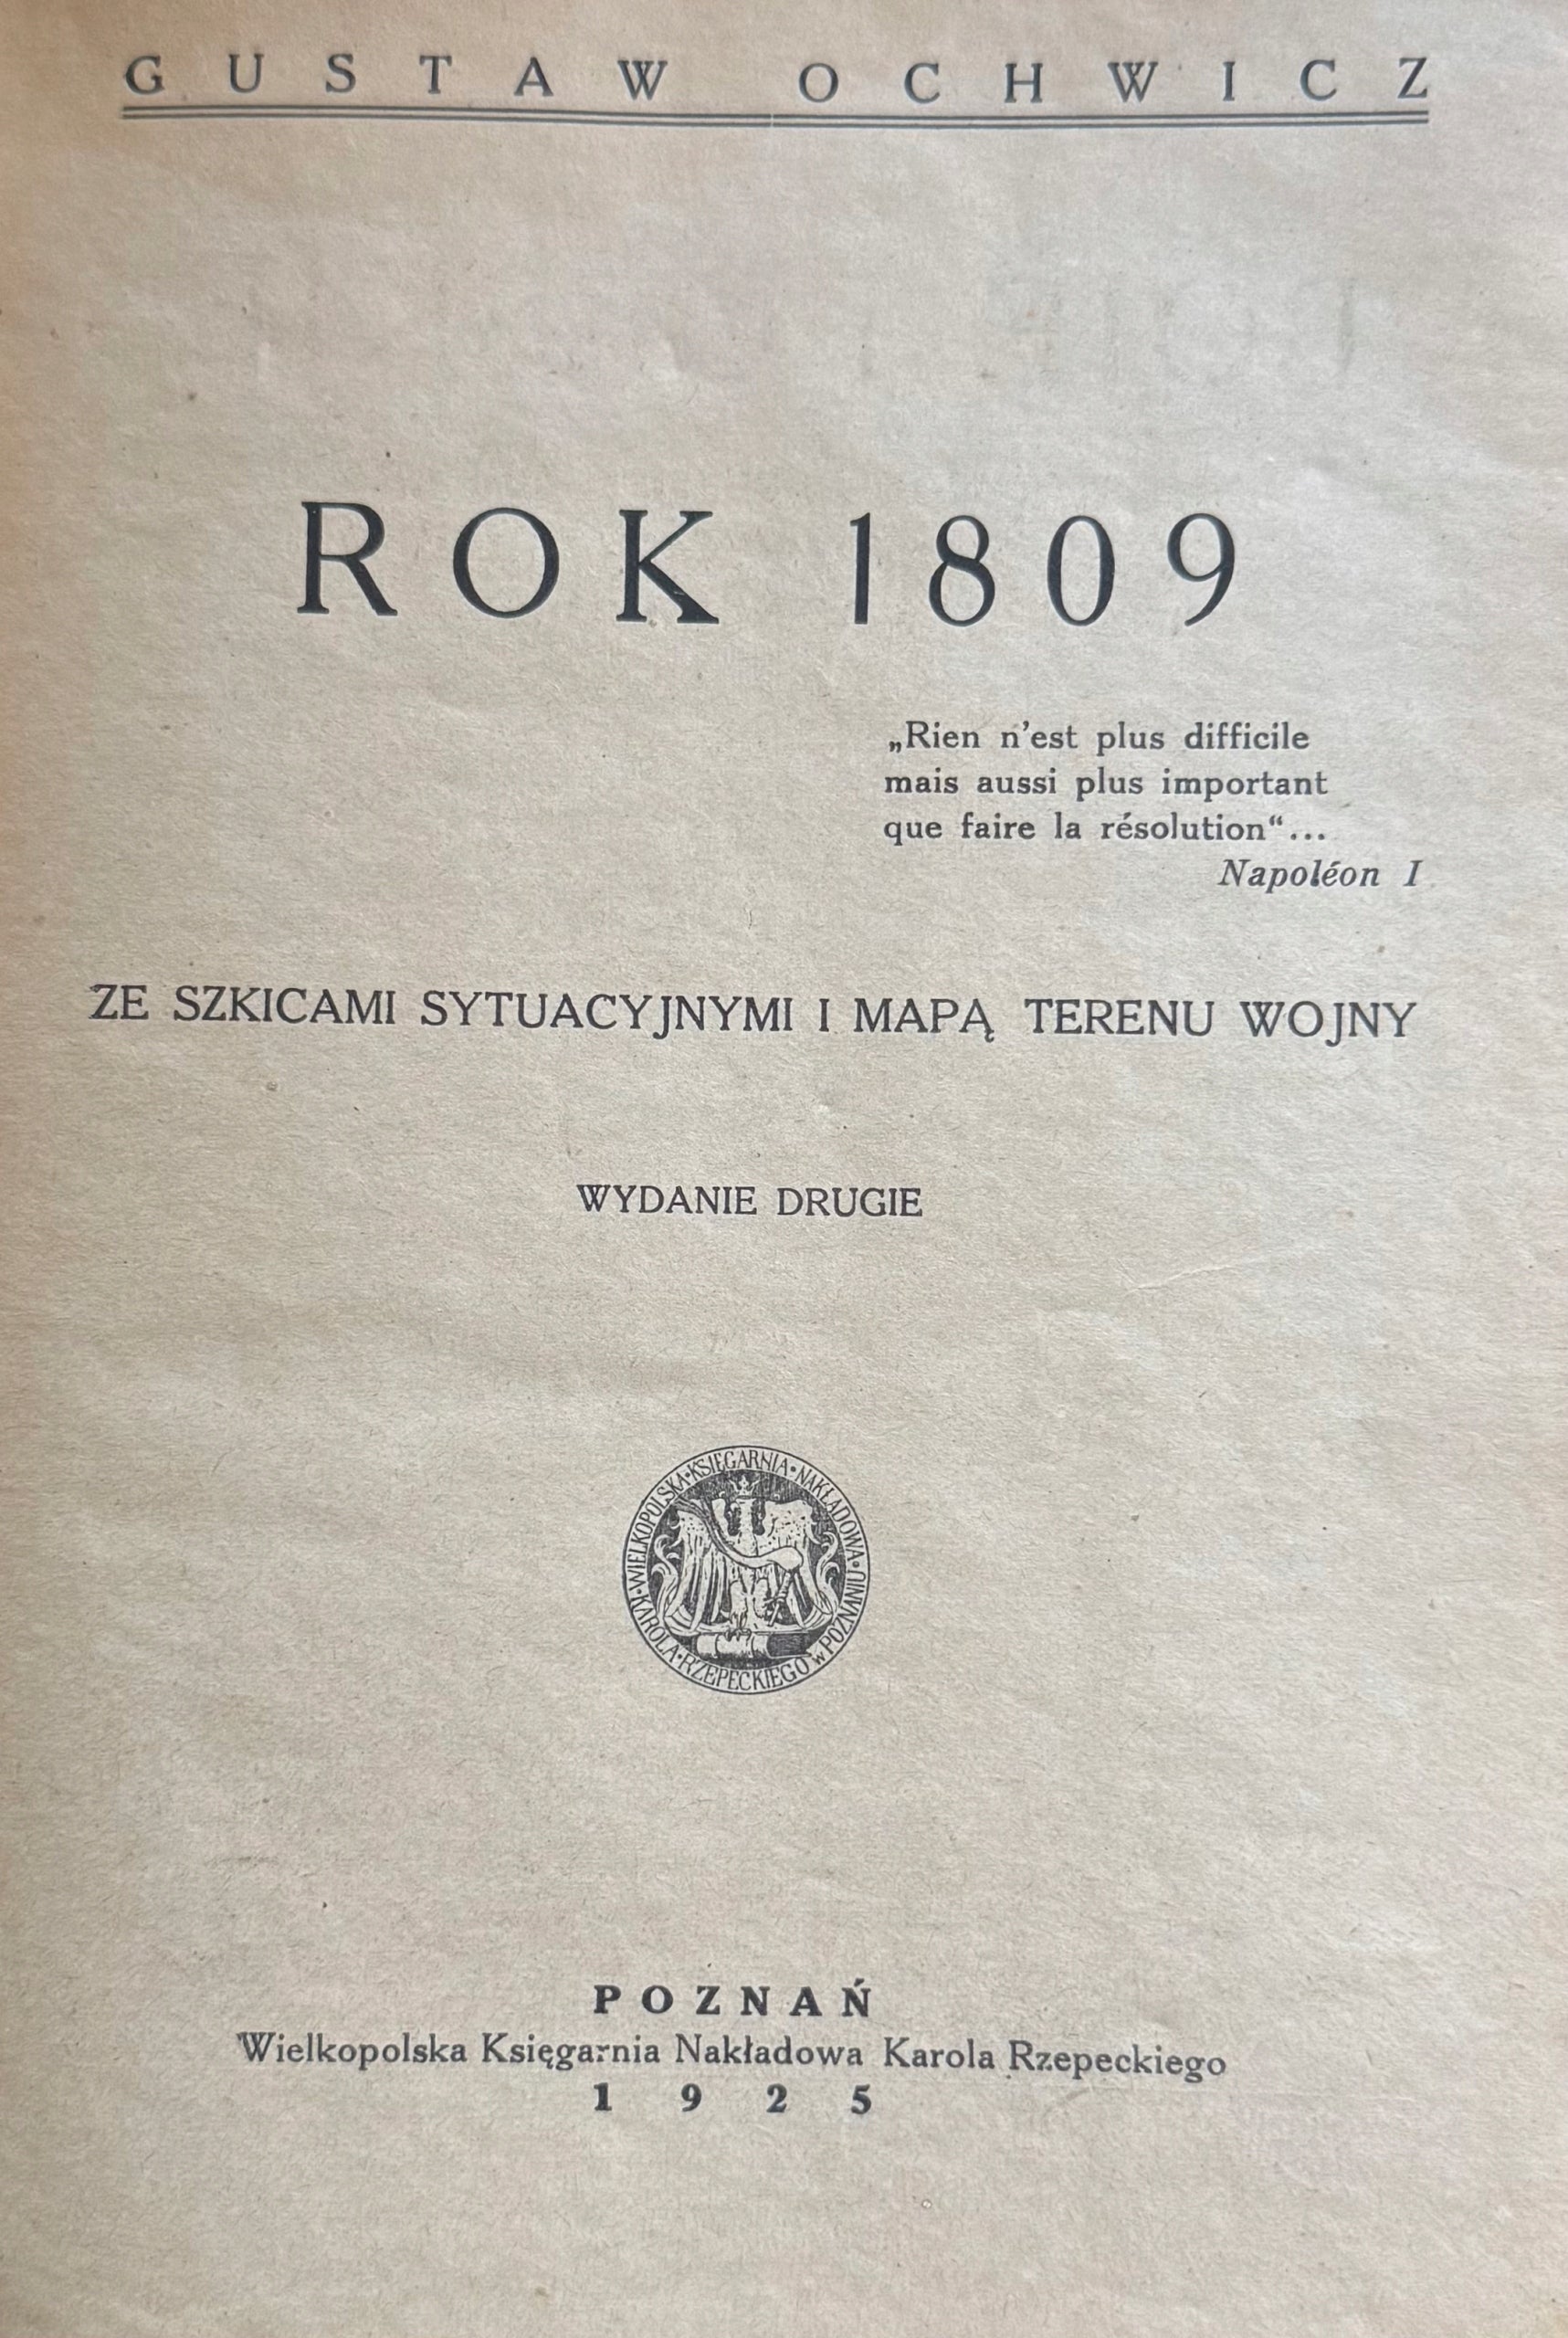 GUSTAW OCHWICZ
ROK 1809
„Rien n'est plus difficile
mais aussi plus important
que faire la résolution“...
Napoléon I
ZE SZKICAMI SYTUACYJNYMI I MAPĄ TERENU WOJNY
WYDANIE DRUGIE
WIELKOPOLSKA•KSIĘGARNIA•NAKŁADOWA•KAROLA•RZEPECKIEGO w POZNANIU•
POZNAŃ
Wielkopolska Księgarnia Nakładowa Karola Rzepeckiego
1925